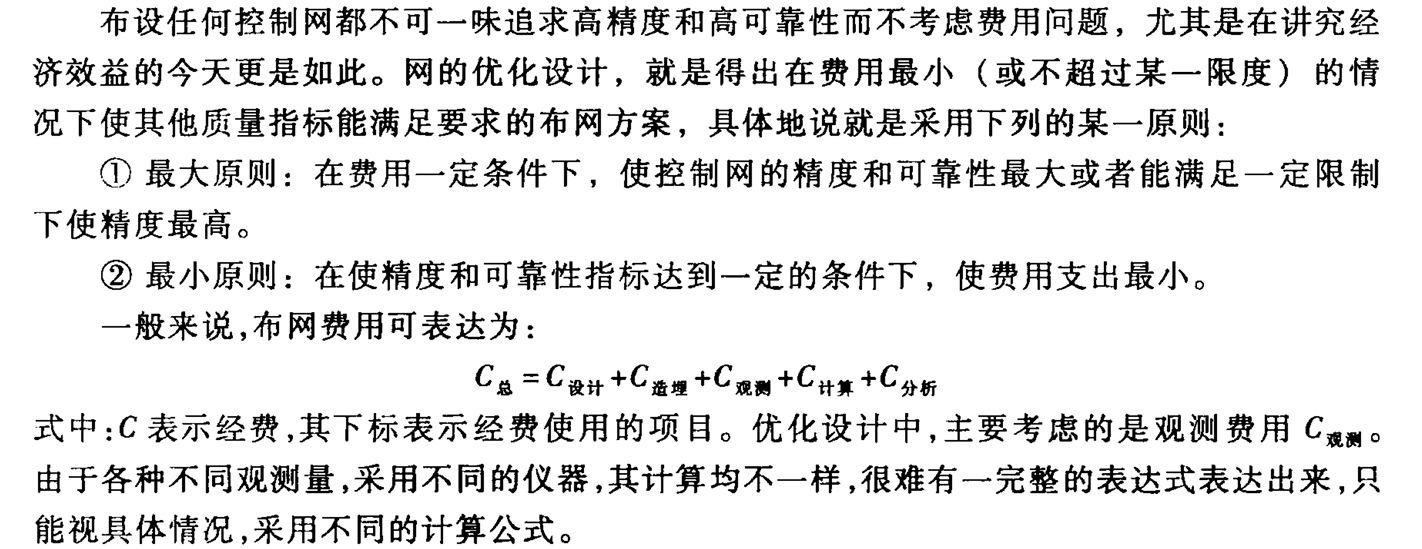 布设任何控制网都不可一味追求高精度和高可靠性而不考虑费用问题，尤其是在讲究经
济效益的今天更是如此。网的优化设计，就是得出在费用最小（或不超过某一限度）的情
况下使其他质量指标能满足要求的布网方案，具体地说就是采用下列的某一原则：
① 最大原则：在费用一定条件下，使控制网的精度和可靠性最大或者能满足一定限制
下使精度最高。
② 最小原则：在使精度和可靠性指标达到一定的条件下，使费用支出最小。
一般来说,布网费用可表达为：
C总=C设计+C造埋+C观测+C计算+C分析
式中:C 表示经费,其下标表示经费使用的项目。优化设计中,主要考虑的是观测费用 C观测。
由于各种不同观测量,采用不同的仪器,其计算均不一样,很难有一完整的表达式表达出来,只
能视具体情况,采用不同的计算公式。